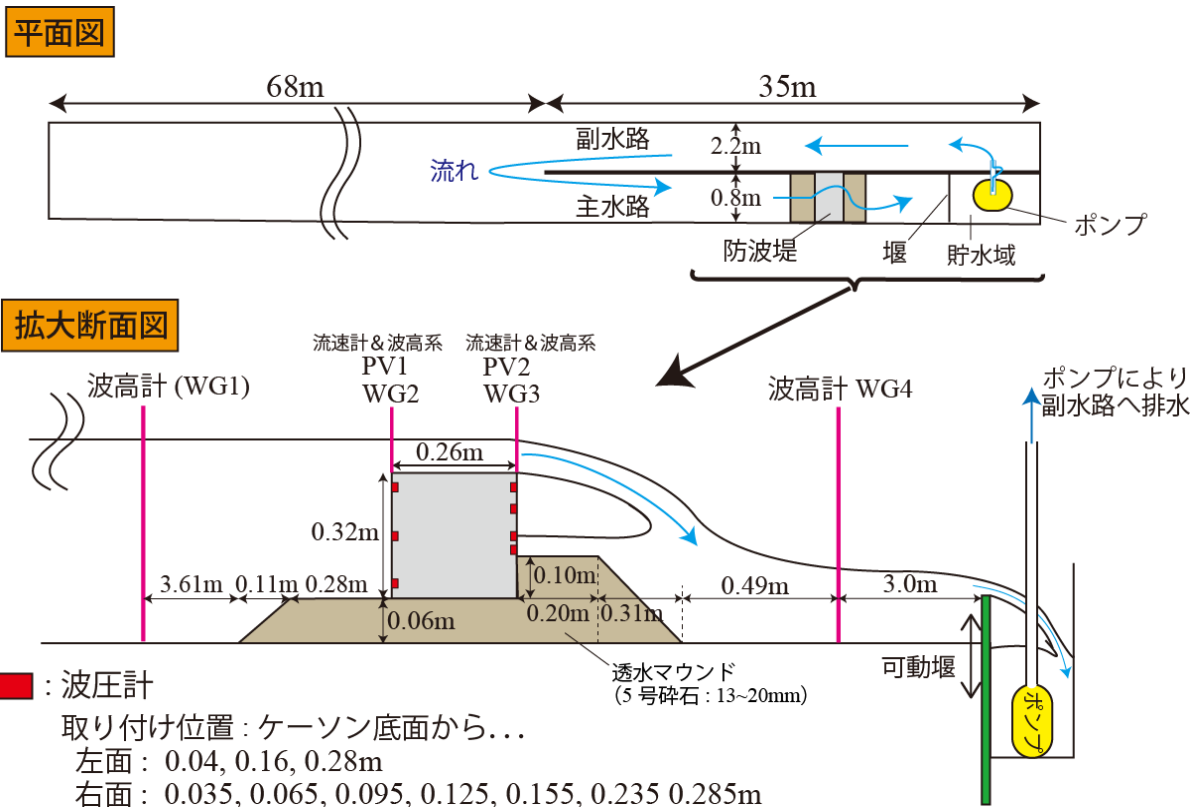 平面図
68m
35m
副水路
2.2m
流れ
主水路
0.8m
ポンプ
防波堤
堰
貯水域
拡大断面図
流速計&波高系
PV1
WG2
流速計&波高系
PV2
WG3
波高計 (WG1)
波高計 WG4
ポンプにより
副水路へ排水
0.26m
0.32m
3.61m
0.11m
0.28m
0.10m
0.20m
0.31m
0.49m
3.0m
0.06m
可動堰
ポンプ
透水マウンド
(5 号砕石 : 13~20mm)
: 波圧計
取り付け位置 : ケーソン底面から...
左面 : 0.04, 0.16, 0.28m
右面 : 0.035, 0.065, 0.095, 0.125, 0.155, 0.235 0.285m